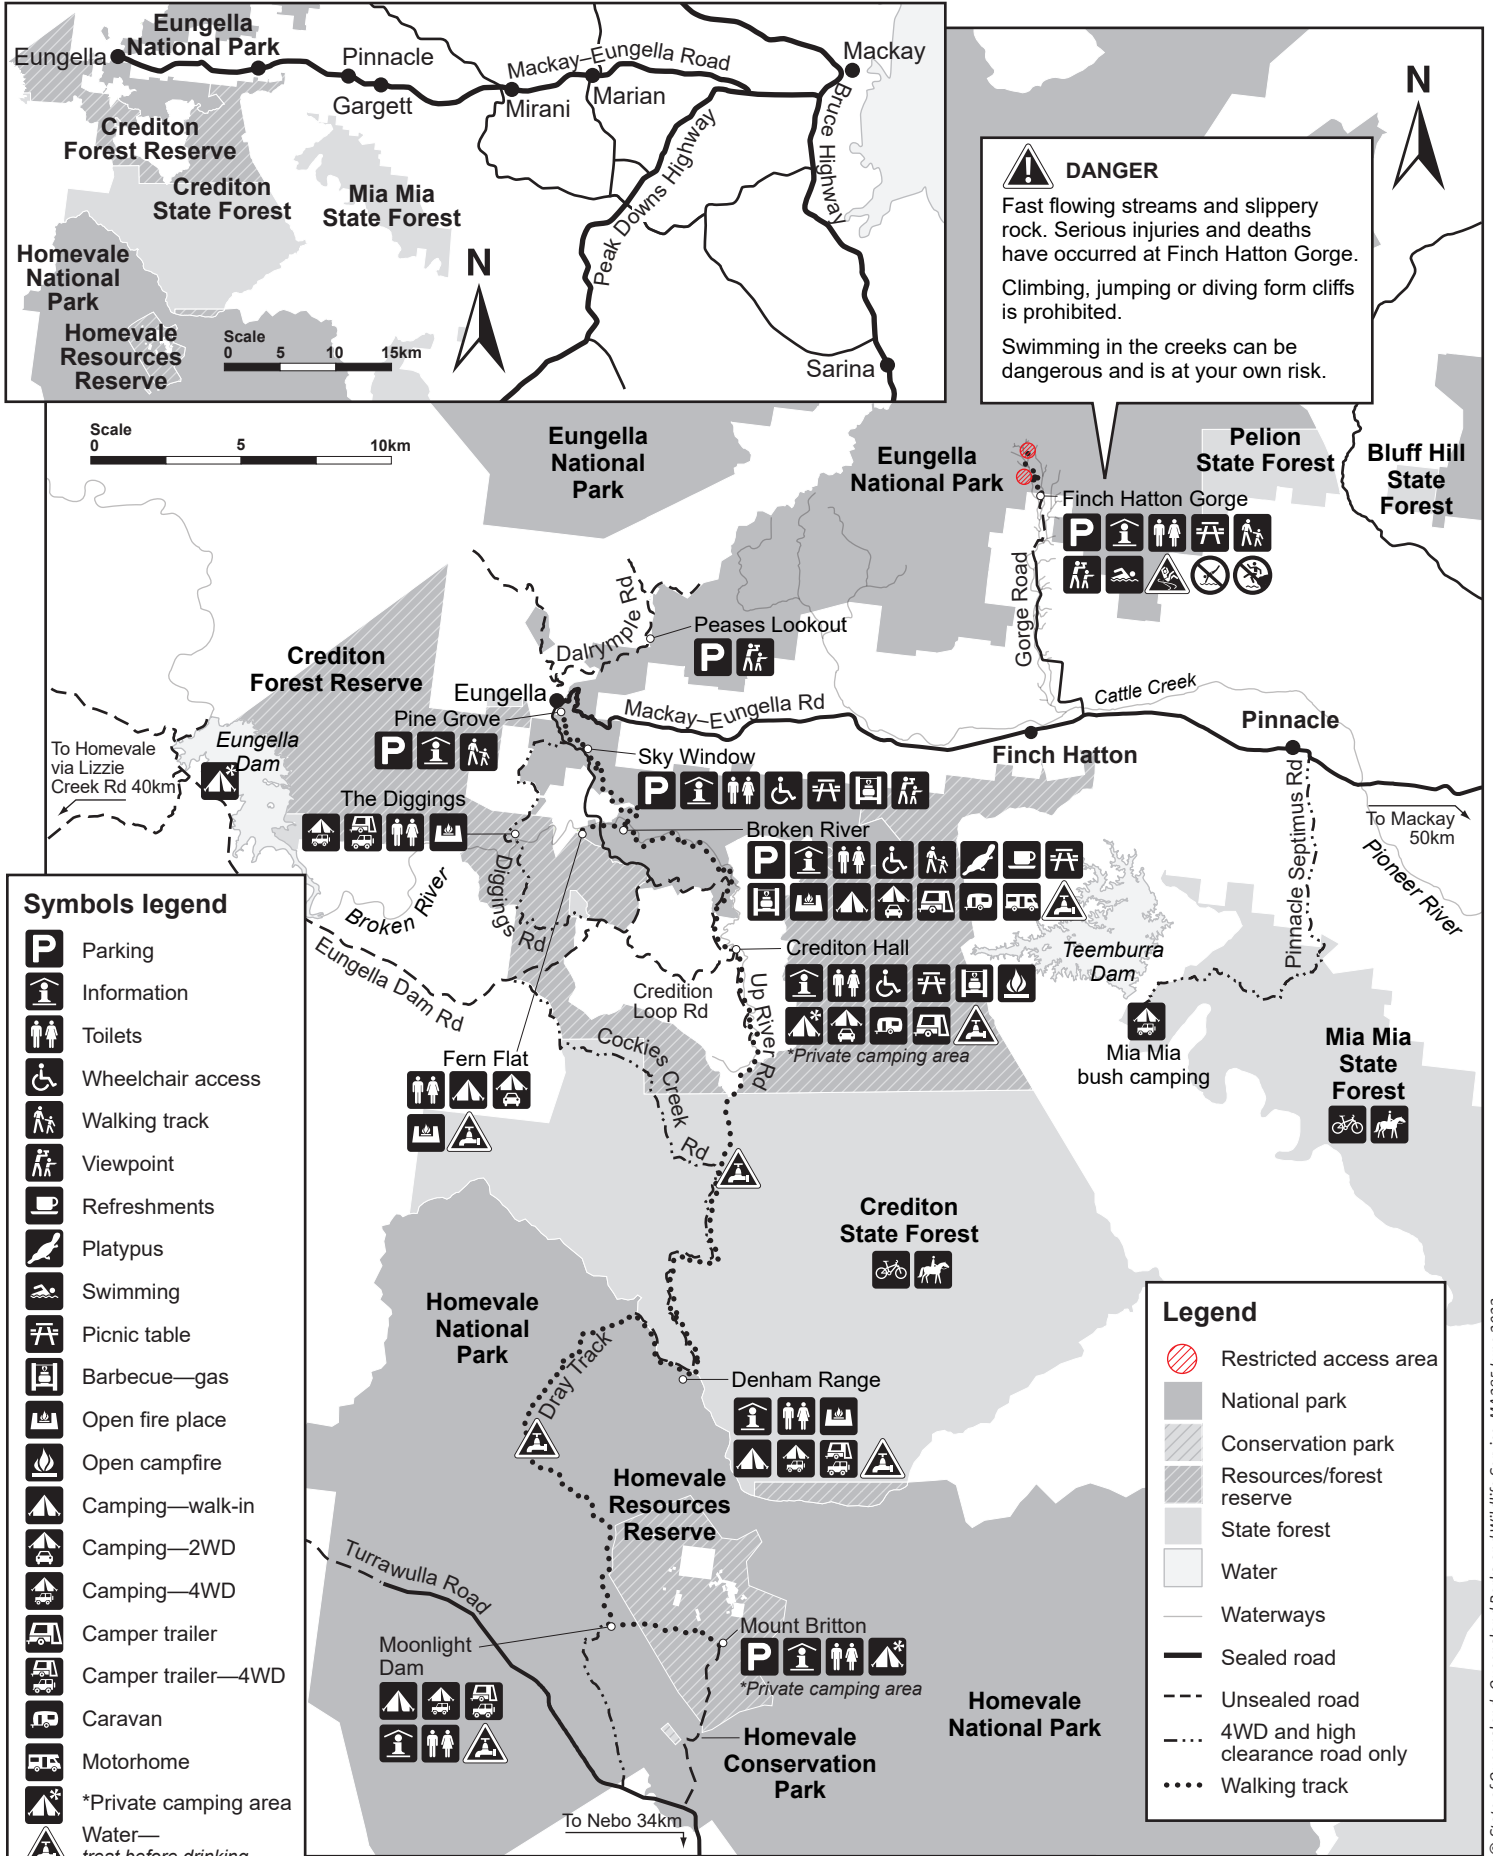 Eungella
National Park
Eungella
Pinnacle
Gargett
Mackay–Eungella Road
Mirani
Marian
Mackay
Bruce Highway
Peak Downs Highway
Sarina
Crediton
Forest Reserve
Crediton
State Forest
Mia Mia
State Forest
Homevale
National
Park
Homevale
Resources
Reserve
Scale
0 5 10 15km
N
N
DANGER
Fast flowing streams and slippery
rock. Serious injuries and deaths
have occurred at Finch Hatton Gorge.
Climbing, jumping or diving form cliffs
is prohibited.
Swimming in the creeks can be
dangerous and is at your own risk.
Scale
0 5 10km
Eungella
National
Park
Eungella
National Park
Pelion
State Forest
Bluff Hill
State
Forest
Finch Hatton Gorge
P
Gorge Road
Dalrymple Rd
Peases Lookout
P
Crediton
Forest Reserve
Eungella
Pine Grove
P
Mackay–Eungella Rd
Cattle Creek
Finch Hatton
Pinnacle
To Homevale
via Lizzie
Creek Rd 40km
Eungella
Dam
Sky Window
P
The Diggings
Broken River
P
To Mackay
50km
Pioneer River
Pinnacle Septimus Rd
Diggings
Rd
Broken River
Eungella Dam Rd
Crediton Hall
*Private camping area
Teemburra
Dam
Credition
Loop Rd
Up River Rd
Cockies Creek
Rd
Fern Flat
Mia Mia
bush camping
Mia Mia
State
Forest
Crediton
State Forest
Homevale
National
Park
Dray Track
Denham Range
Homevale
Resources
Reserve
Turrawulla Road
Moonlight
Dam
Mount Britton
P
*Private camping area
Homevale
National Park
Homevale
Conservation
Park
To Nebo 34km
Symbols legend
P Parking
Information
Toilets
Wheelchair access
Walking track
Viewpoint
Refreshments
Platypus
Swimming
Picnic table
Barbecue—gas
Open fire place
Open campfire
Camping—walk-in
Camping—2WD
Camping—4WD
Camper trailer
Camper trailer—4WD
Caravan
Motorhome
*Private camping area
Water—
treat before drinking
Legend
Restricted access area
National park
Conservation park
Resources/forest
reserve
State forest
Water
Waterways
Sealed road
Unsealed road
4WD and high
clearance road only
Walking track